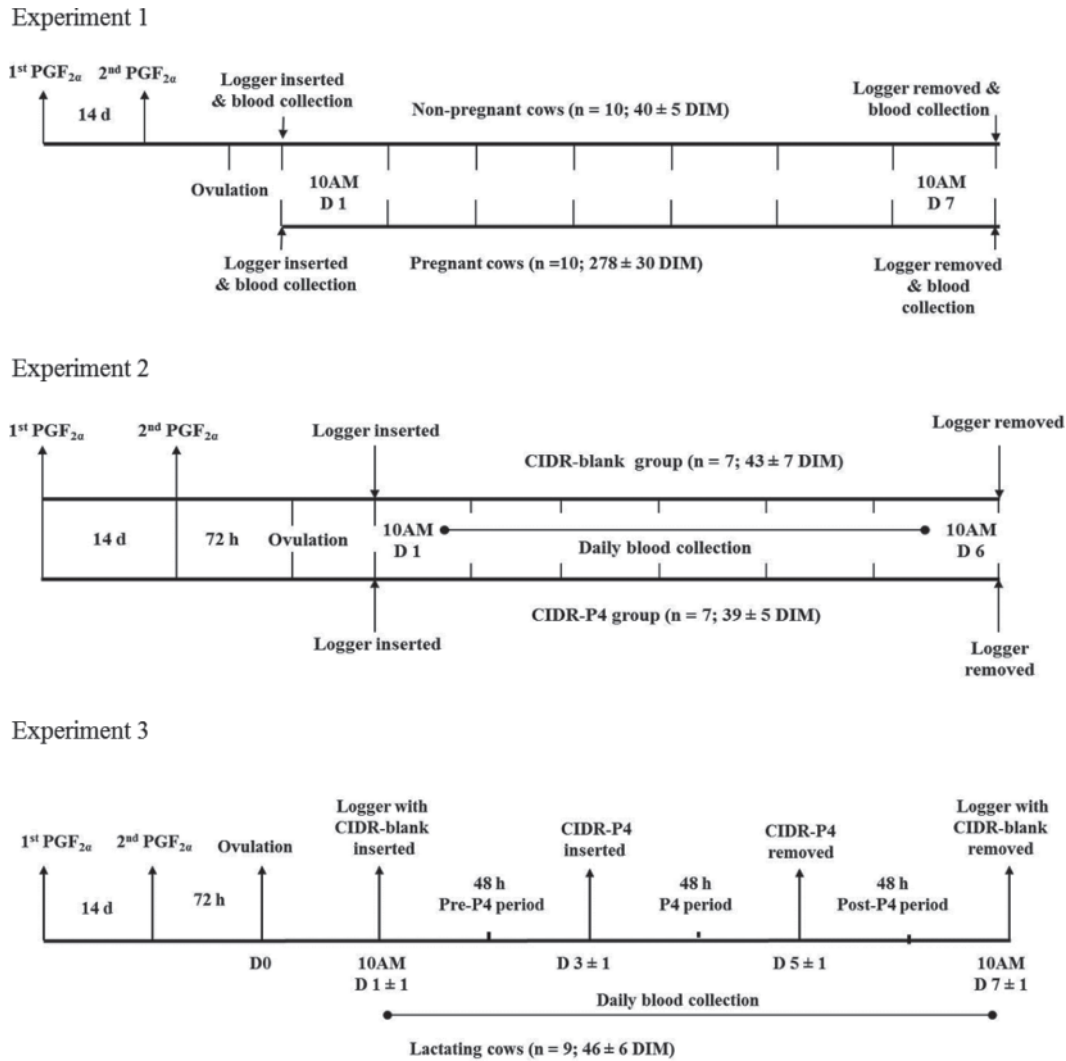 Experiment 1
1st PGF2α 2nd PGF2α
14 d
Logger inserted
& blood collection
Non-pregnant cows (n = 10; 40 ± 5 DIM)
Logger removed &
blood collection
Ovulation
10AM
D 1
10AM
D 7
Logger inserted
& blood collection
Pregnant cows (n =10; 278 ± 30 DIM)
Logger removed
& blood
collection
Experiment 2
1st PGF2α
2nd PGF2α
Logger inserted
CIDR-blank group (n = 7; 43 ± 7 DIM)
Logger removed
14 d
72 h
Ovulation
10AM
D 1
Daily blood collection
10AM
D 6
Logger inserted
CIDR-P4 group (n = 7; 39 ± 5 DIM)
Logger
removed
Experiment 3
1st PGF2α
2nd PGF2α
Ovulation
Logger with
CIDR-blank
inserted
CIDR-P4
inserted
CIDR-P4
removed
Logger with
CIDR-blank
removed
14 d
72 h
48 h
Pre-P4 period
48 h
P4 period
48 h
Post-P4 period
D0
10AM
D 1 ± 1
D 3 ± 1
D 5 ± 1
10AM
D 7 ± 1
Daily blood collection
Lactating cows (n = 9; 46 ± 6 DIM)